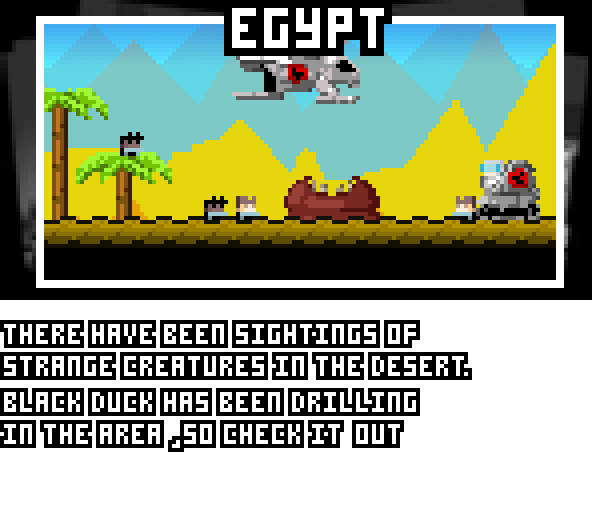 EGYPT
THERE HAVE BEEN SIGHTINGS OF
STRANGE CREATURES IN THE DESERT.
BLACK DUCK HAS BEEN DRILLING
IN THE AREA ,SO CHECK IT OUT